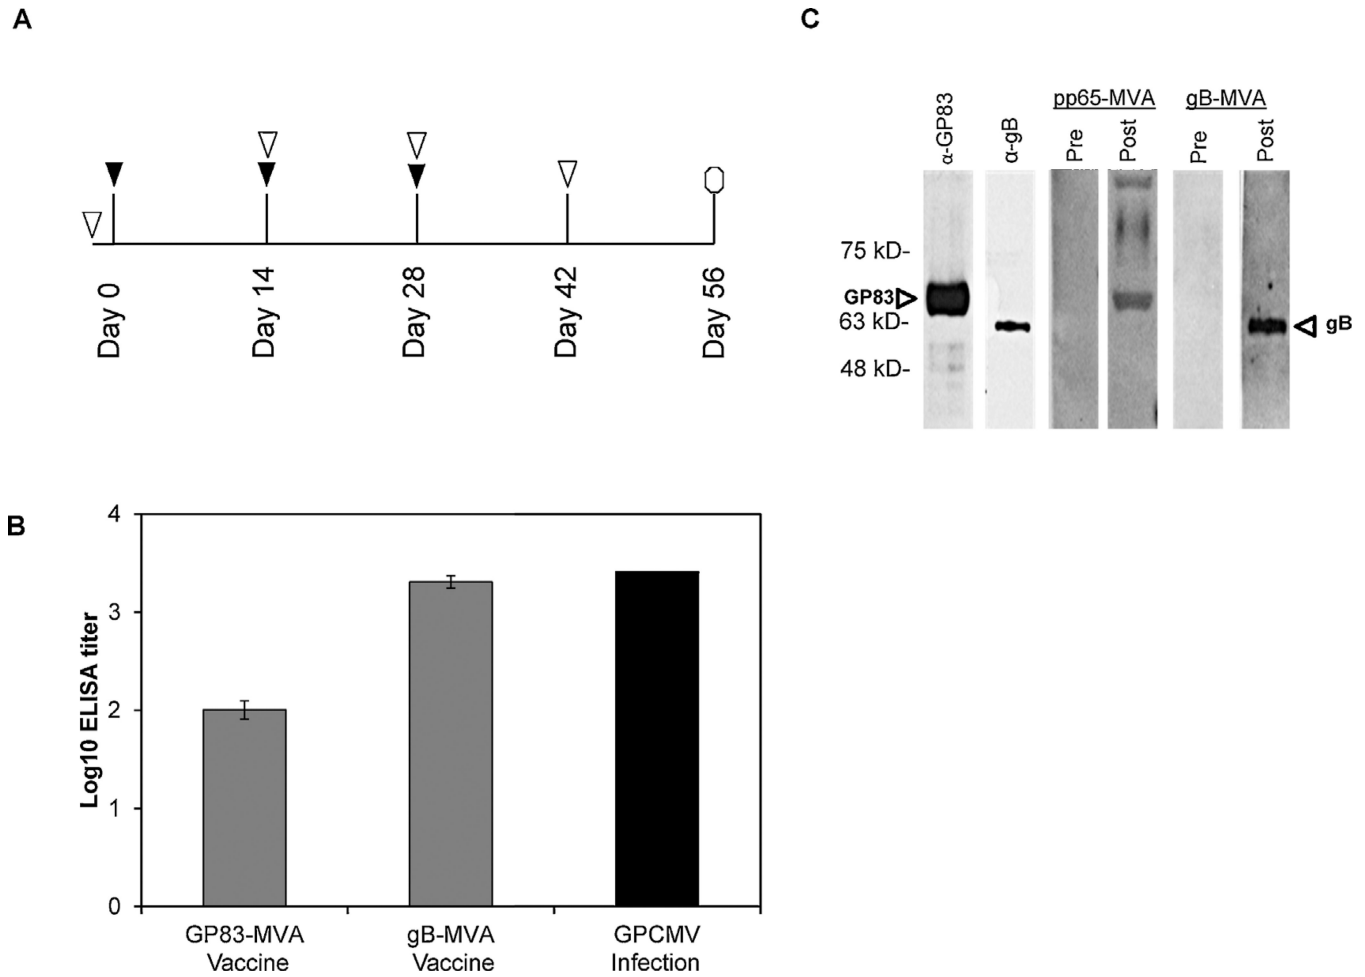 A
Day 0
Day 14
Day 28
Day 42
Day 56
B
Log10 ELISA titer
4
3
2
1
0
GP83-MVA
Vaccine
gB-MVA
Vaccine
GPCMV
Infection
C
α-GP83
α-gB
pp65-MVA
gB-MVA
Pre
Post
Pre
Post
75 kD-
GP83
63 kD-
48 kD-
gB